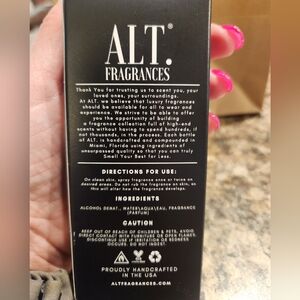 ALT.®
FRAGRANCES
Thank You for trusting us to scent you, your
loved ones, your surroundings.
At ALT. we believe that luxury fragrances
should be available for all to wear and
experience. We strive to be able to offer
you the opportunity of building
a fragrance collection full of high-end
scents without having to spend hundreds, if
not thousands, in the process. Each bottle
of ALT. is handcrafted and compounded in
Miami, Florida using ingredients of
unsurpassed quality so that you can truly
Smell Your Best for Less.
DIRECTIONS FOR USE:
On clean skin, spray fragrance once or twice on
desired areas. Do not rub the fragrance on skin, as
this will alter how the fragrance develops.
INGREDIENTS
ALCOHOL DENAT., WATER\AQUA\EAU, FRAGRANCE
(PARFUM)
CAUTION
KEEP OUT OF REACH OF CHILDREN & PETS. AVOID
DIRECT CONTACT WITH FURNITURE OR OPEN FLAMES.
DISCONTINUE USE IF IRRITATION OR REDNESS
OCCURS. DO NOT INGEST.
PROUDLY HANDCRAFTED
IN THE USA
ALTFRAGRANCES.COM